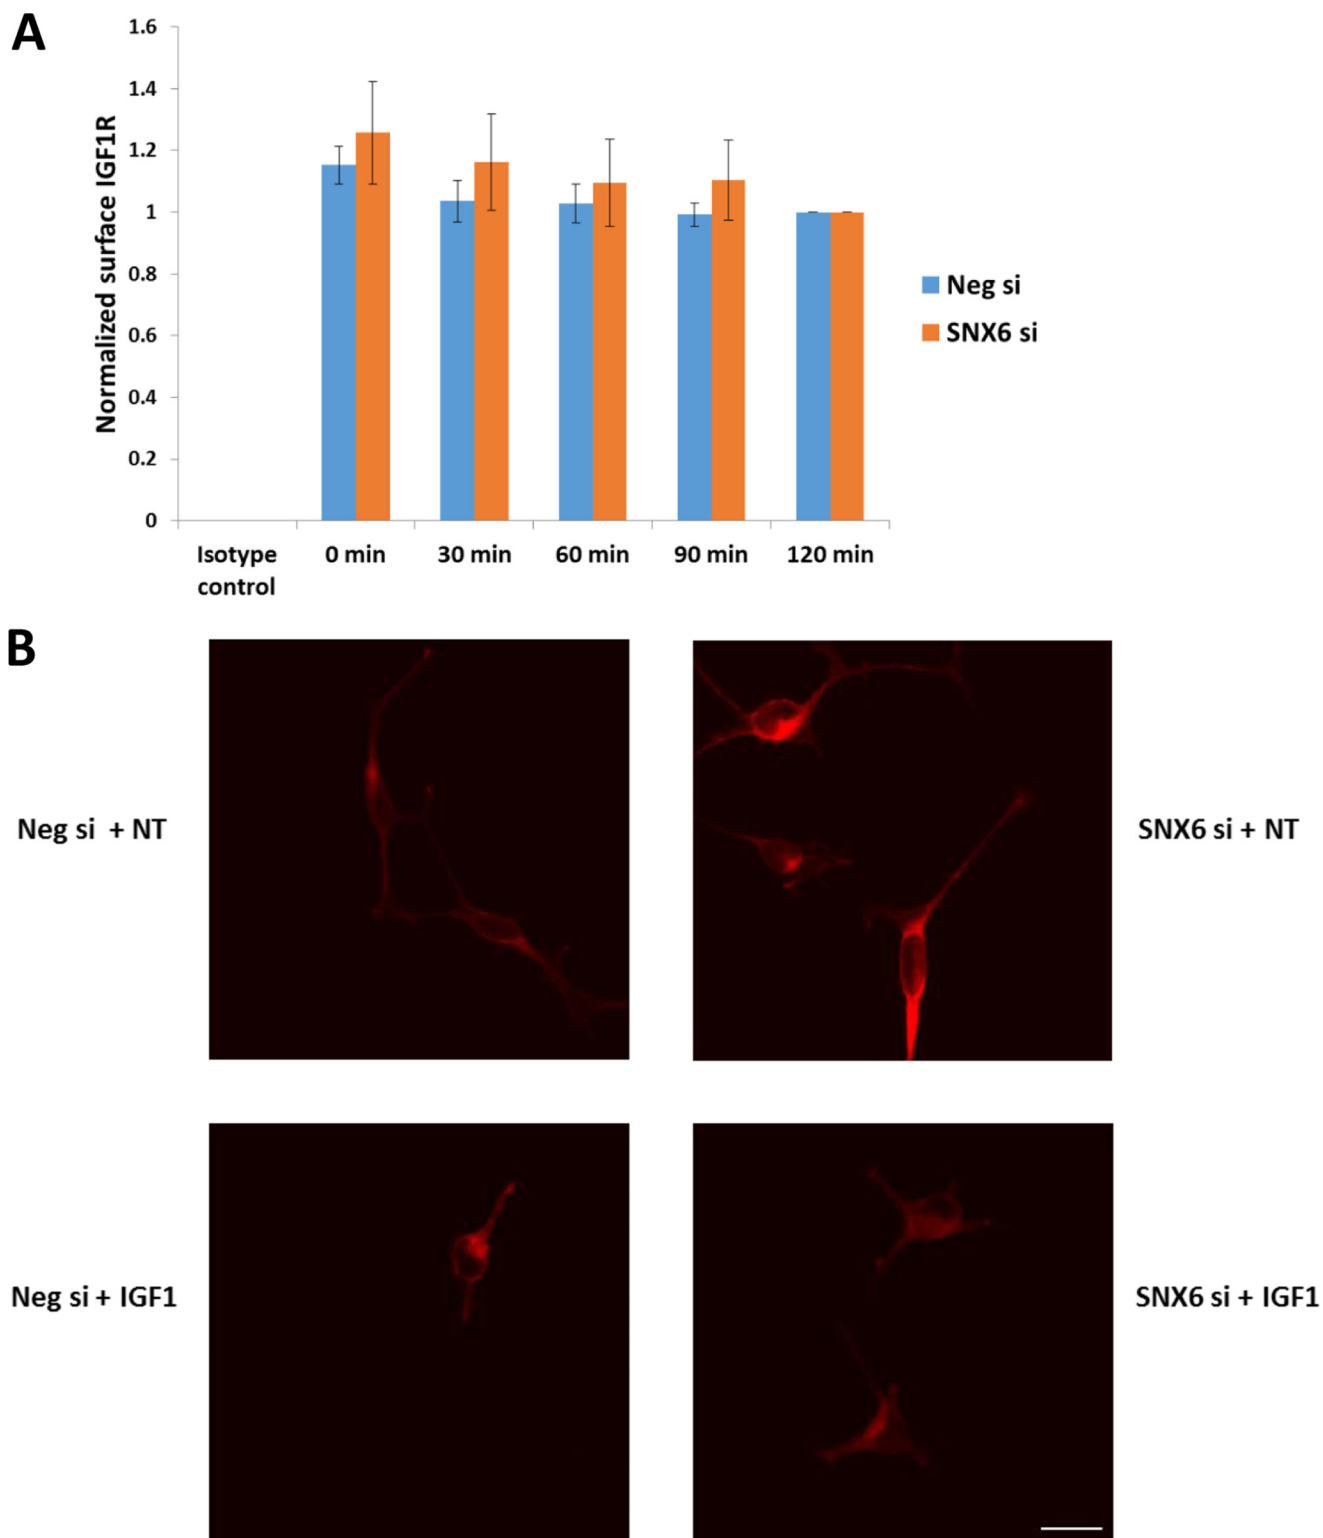 A
Normalized surface IGF1R
1.6
1.4
1.2
1
0.8
0.6
0.4
0.2
0
Isotype
control
0 min
30 min
60 min
90 min
120 min
Neg si
SNX6 si
B
Neg si + NT
SNX6 si + NT
Neg si + IGF1
SNX6 si + IGF1